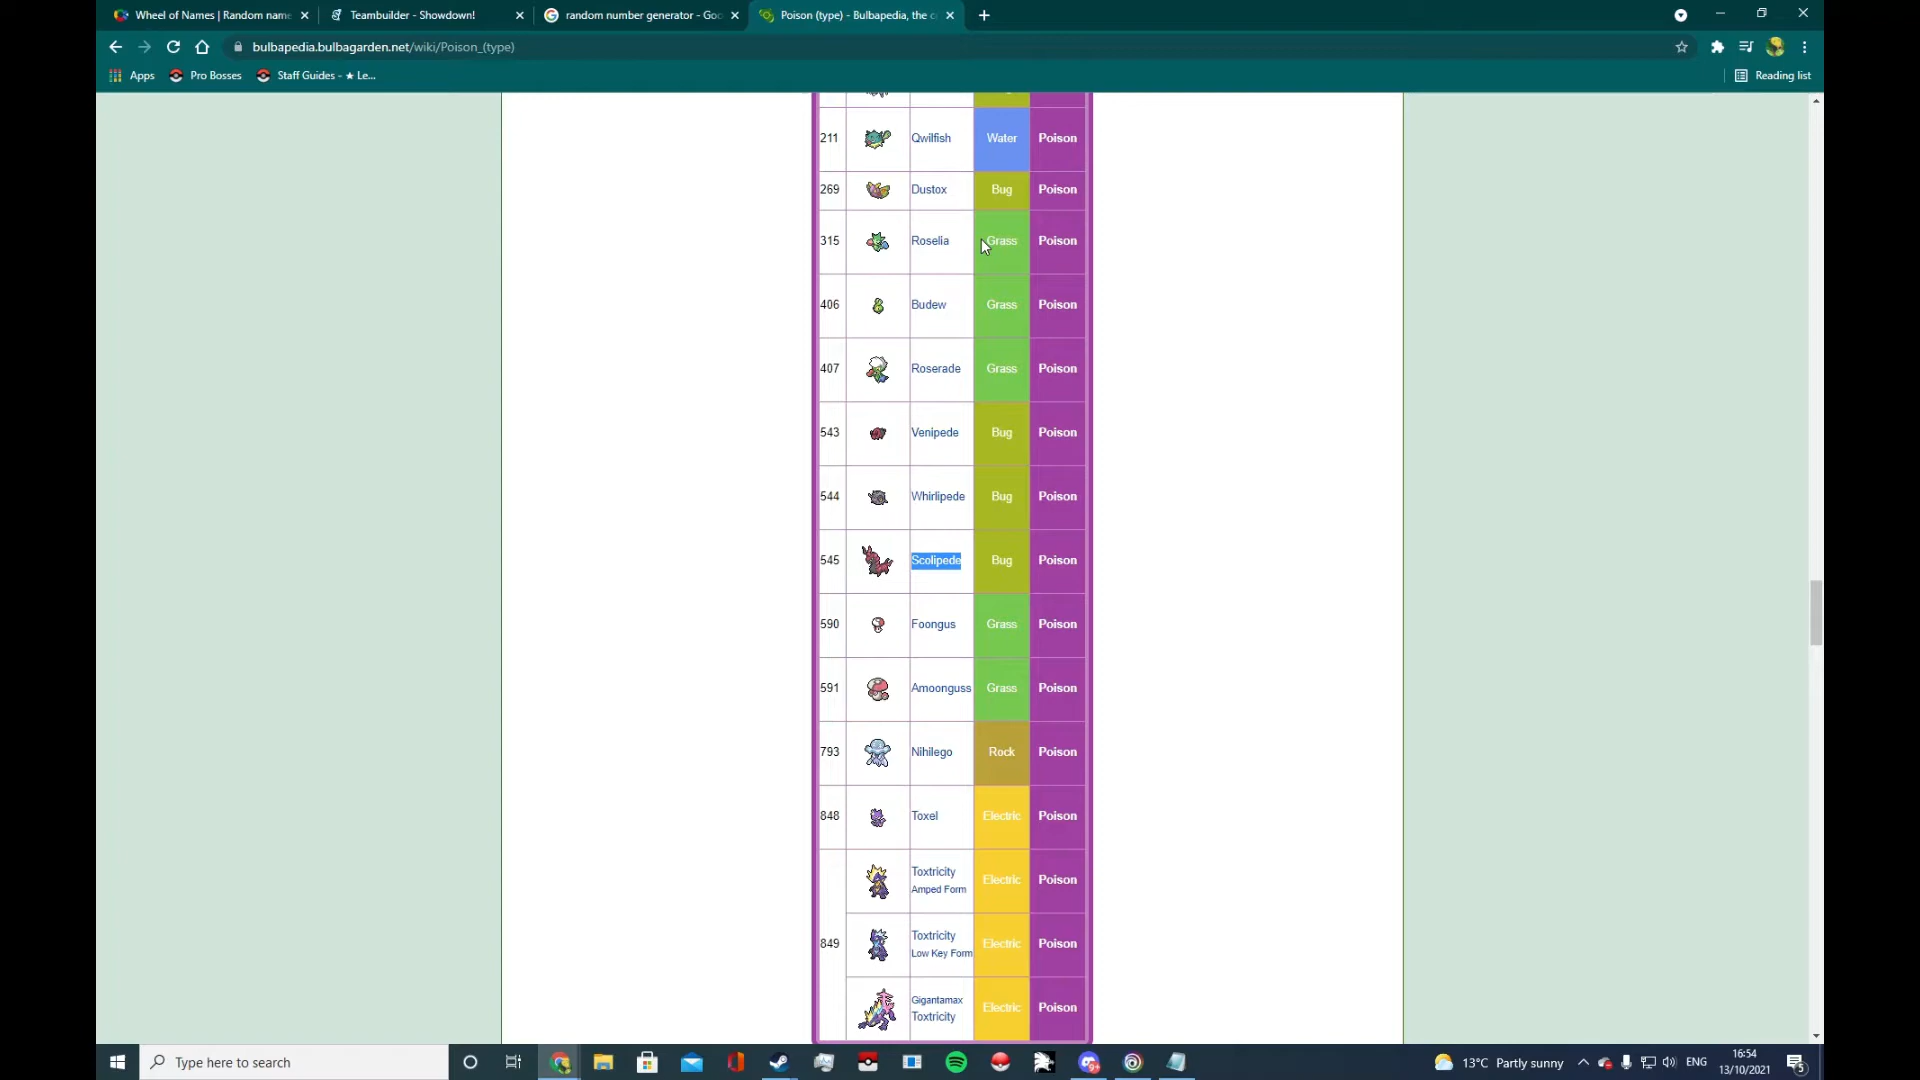 Wheel of Names | Random name
Teambuilder - Showdown!
random number generator - Goo
Poison (type) - Bulbapedia, the c
bulbapedia.bulbagarden.net/wiki/Poison_(type)
Apps
Pro Bosses
Staff Guides - ★ Le...
Reading list
211 Qwilfish Water Poison
269 Dustox Bug Poison
315 Roselia Grass Poison
406 Budew Grass Poison
407 Roserade Grass Poison
543 Venipede Bug Poison
544 Whirlipede Bug Poison
545 Scolipede Bug Poison
590 Foongus Grass Poison
591 Amoonguss Grass Poison
793 Nihilego Rock Poison
848 Toxel Electric Poison
Toxtricity
Amped Form
Electric Poison
849
Toxtricity
Low Key Form
Electric Poison
Gigantamax
Toxtricity
Electric Poison
Type here to search
13°C Partly sunny
ENG
16:54
13/10/2021
5